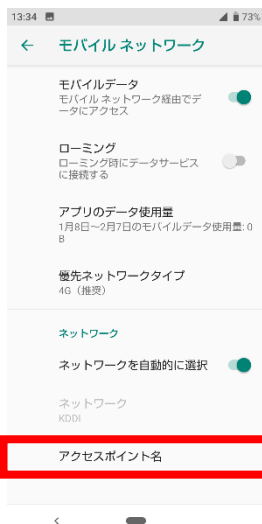 13:34 73%
モバイル ネットワーク
モバイルデータ
モバイル ネットワーク経由でデ
ータにアクセス
ローミング
ローミング時にデータサービス
に接続する
アプリのデータ使用量
1月8日～2月7日のモバイルデータ使用量: 0
B
優先ネットワークタイプ
4G（推奨）
ネットワーク
ネットワークを自動的に選択
ネットワーク
KDDI
アクセスポイント名